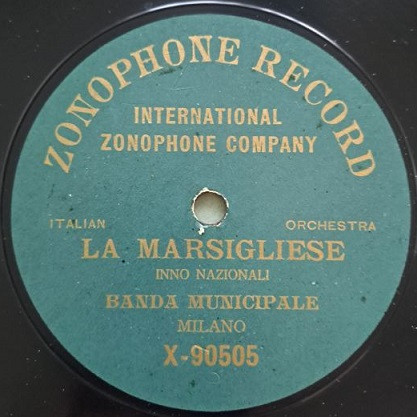 ZONOPHONE RECORD
INTERNATIONAL
ZONOPHONE COMPANY
ITALIAN ORCHESTRA
LA MARSIGLIESE
INNO NAZIONALI
BANDA MUNICIPALE
MILANO
X-90505